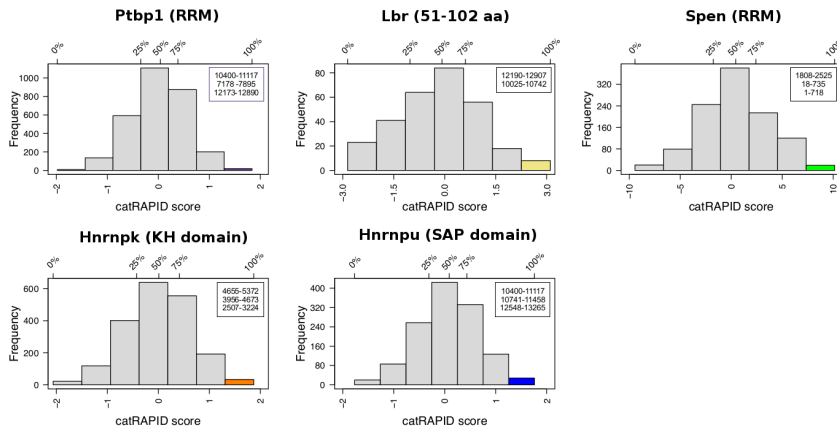 Ptbp1 (RRM)
0% 25% 50% 75% 100%
10400-11117
7178 -7895
12173-12890
Frequency
1000
800
600
400
200
0
-2 -1 0 1 2
catRAPID score
Lbr (51-102 aa)
0% 25% 50% 75% 100%
12190-12907
10025-10742
Frequency
80
60
40
20
0
-3.0 -1.5 0.0 1.5 3.0
catRAPID score
Spen (RRM)
0% 25% 50% 75% 100%
1808-2525
18-735
1-718
Frequency
320
240
160
80
0
-10 -5 0 5 10
catRAPID score
Hnrnpk (KH domain)
0% 25% 50% 75% 100%
4655-5372
3956-4673
2507-3224
Frequency
600
400
200
0
-2 -1 0 1 2
catRAPID score
Hnrnpu (SAP domain)
0% 25% 50% 75% 100%
10400-11117
10741-11458
12548-13265
Frequency
400
320
240
160
80
0
-2 -1 0 1 2
catRAPID score